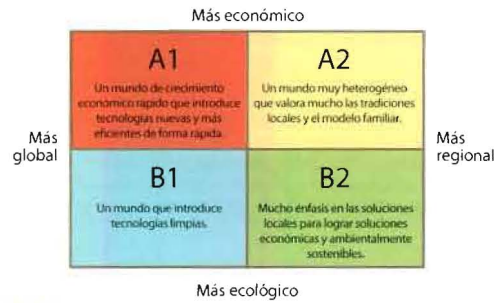 Más económico
A1
Un mundo de crecimiento
económico rápido que introduce
tecnologías nuevas y más
eficientes de forma rápida.
A2
Un mundo muy heterogéneo
que valora mucho las tradiciones
locales y el modelo familiar.
Más
global
Más
regional
B1
Un mundo que introduce
tecnologías limpias.
B2
Mucho énfasis en las soluciones
locales para lograr soluciones
económicas y ambientalmente
sostenibles.
Más ecológico